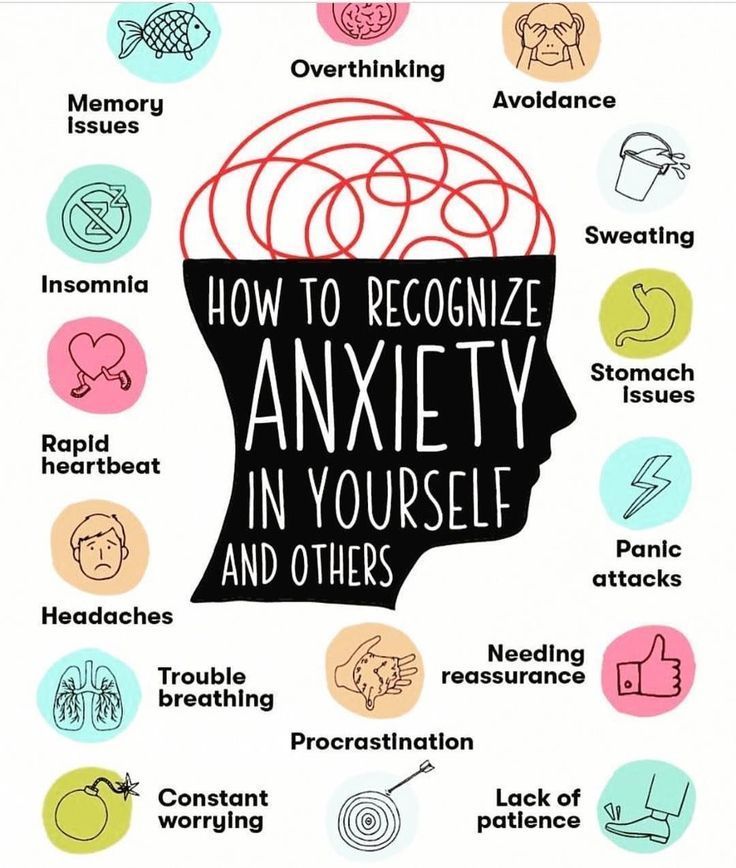 Overthinking
Memory
Issues
Avoidance
Sweating
Insomnia
HOW TO RECOGNIZE
ANXIETY
IN YOURSELF
AND OTHERS
Stomach
issues
Rapid
heartbeat
Panic
attacks
Headaches
Trouble
breathing
Needing
reassurance
Procrastination
Constant
worrying
Lack of
patience